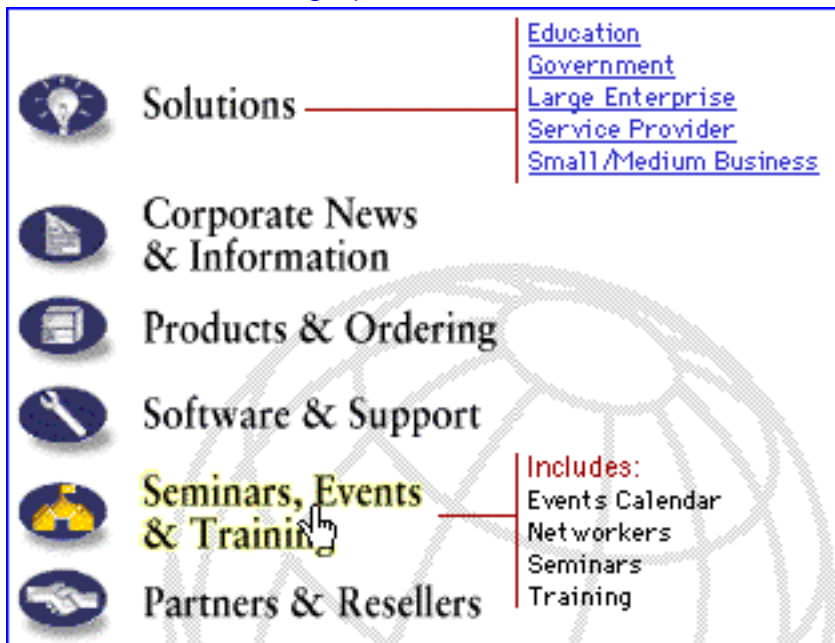 Education
Government
Large Enterprise
Service Provider
Small/Medium Business
Solutions
Corporate News
& Information
Products & Ordering
Software & Support
Seminars, Events
& Training
Includes:
Events Calendar
Networkers
Seminars
Training
Partners & Resellers